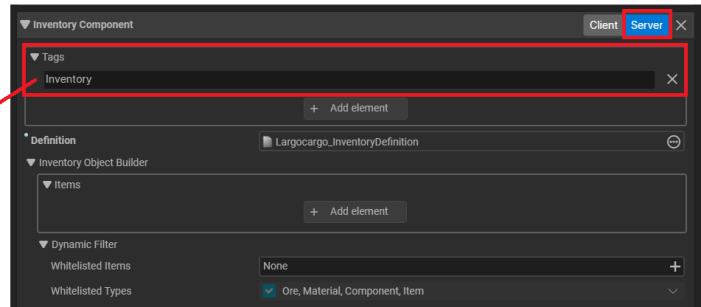 Inventory Component Client Server
Tags
Inventory
+ Add element
Definition Largocargo_InventoryDefinition
Inventory Object Builder
Items
+ Add element
Dynamic Filter
Whitelisted Items None
Whitelisted Types Ore, Material, Component, Item